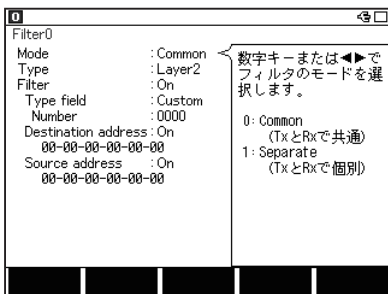 0
Filter0
Mode :Common
Type :Layer2
Filter :On
Type field :Custom
Number :0000
Destination address:On
00-00-00-00-00-00
Source address :On
00-00-00-00-00-00
数字キーまたは◀▶で
フィルタのモードを選
択します。
0: Common
(TxとRxで共通)
1: Separate
(TxとRxで個別)